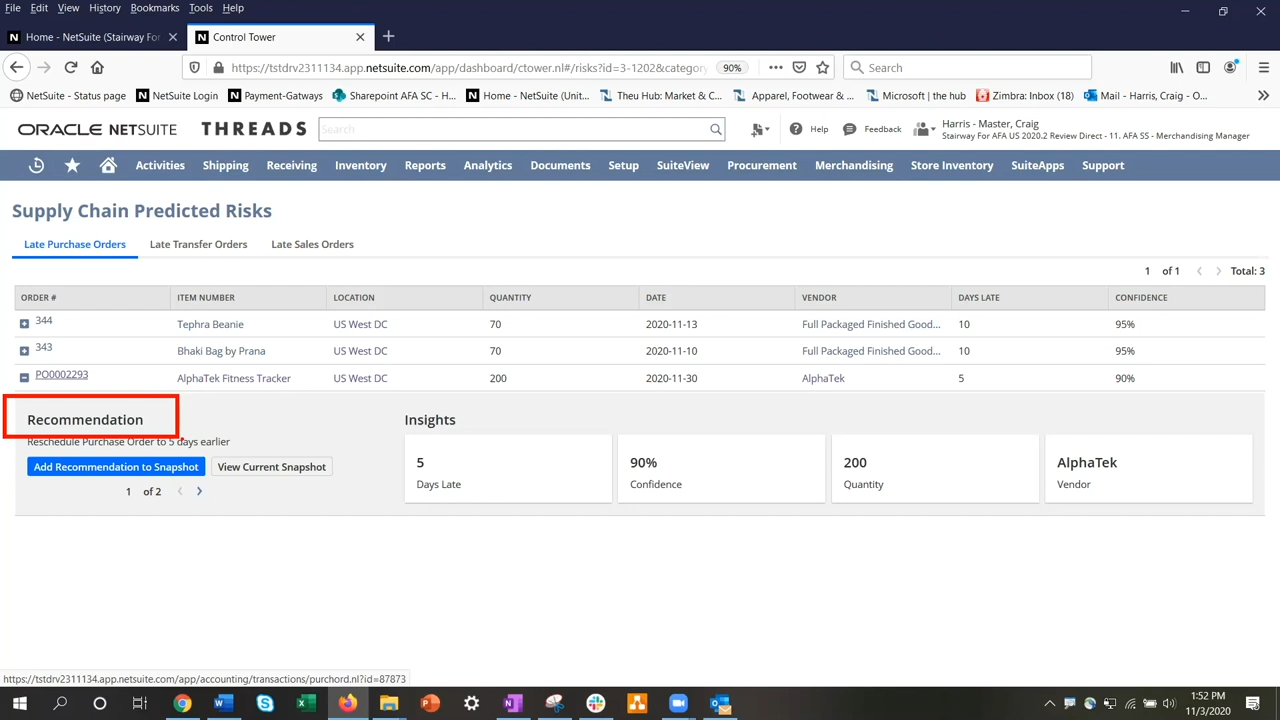 File Edit View History Bookmarks Tools Help
Home - NetSuite (Stairway For
Control Tower
https://tstdrv2311134.app.netsuite.com/app/dashboard/ctower.nl#/risks?id=3-1202&category
90%
Search
NetSuite - Status page
NetSuite Login
Payment-Gatways
Sharepoint AFA SC - H...
Home - NetSuite (Unit...
Theu Hub: Market & C...
Apparel, Footwear & ...
Microsoft | the hub
Zimbra: Inbox (18)
Mail - Harris, Craig - O...
ORACLE NETSUITE THREADS
Search
Help
Feedback
Harris - Master, Craig
Stairway For AFA US 2020.2 Review Direct - 11. AFA SS - Merchandising Manager
Activities Shipping Receiving Inventory Reports Analytics Documents Setup SuiteView Procurement Merchandising Store Inventory SuiteApps Support
Supply Chain Predicted Risks
Late Purchase Orders Late Transfer Orders Late Sales Orders
1 of 1 Total: 3
ORDER # ITEM NUMBER LOCATION QUANTITY DATE VENDOR DAYS LATE CONFIDENCE
344 Tephra Beanie US West DC 70 2020-11-13 Full Packaged Finished Good... 10 95%
343 Bhaki Bag by Prana US West DC 70 2020-11-10 Full Packaged Finished Good... 10 95%
PO0002293 AlphaTek Fitness Tracker US West DC 200 2020-11-30 AlphaTek 5 90%
Recommendation
Reschedule Purchase Order to 5 days earlier
Add Recommendation to Snapshot
View Current Snapshot
1 of 2
Insights
5
Days Late
90%
Confidence
200
Quantity
AlphaTek
Vendor
https://tstdrv2311134.app.netsuite.com/app/accounting/transactions/purchord.nl?id=87873
1:52 PM
11/3/2020